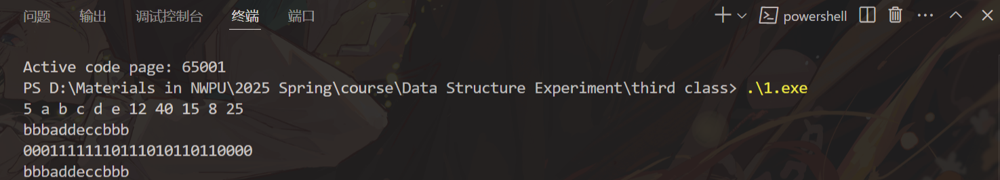 问题 输出 调试控制台 终端 端口 powershell
Active code page: 65001
PS D:\Materials in NWPU\2025 Spring\course\Data Structure Experiment\third class> .\1.exe
5 a b c d e 12 40 15 8 25
bbbaddeccbbb
000111111110111010110110000
bbbaddeccbbb